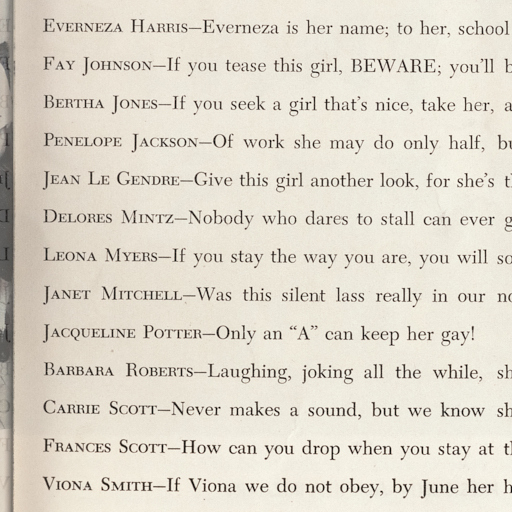 Everneza Harris—Everneza is her name; to her, school
Fay Johnson—If you tease this girl, BEWARE; you'll
Bertha Jones—If you seek a girl that's nice, take her,
Penelope Jackson—Of work she may do only half,
Jean Le Gendre—Give this girl another look, for she's
Delores Mintz—Nobody who dares to stall can ever
Leona Myers—If you stay the way you are, you will
Janet Mitchell—Was this silent lass really in our
Jacqueline Potter—Only an “A” can keep her gay!
Barbara Roberts—Laughing, joking all the while,
Carrie Scott—Never makes a sound, but we know
Frances Scott—How can you drop when you stay at
Viona Smith—If Viona we do not obey, by June her